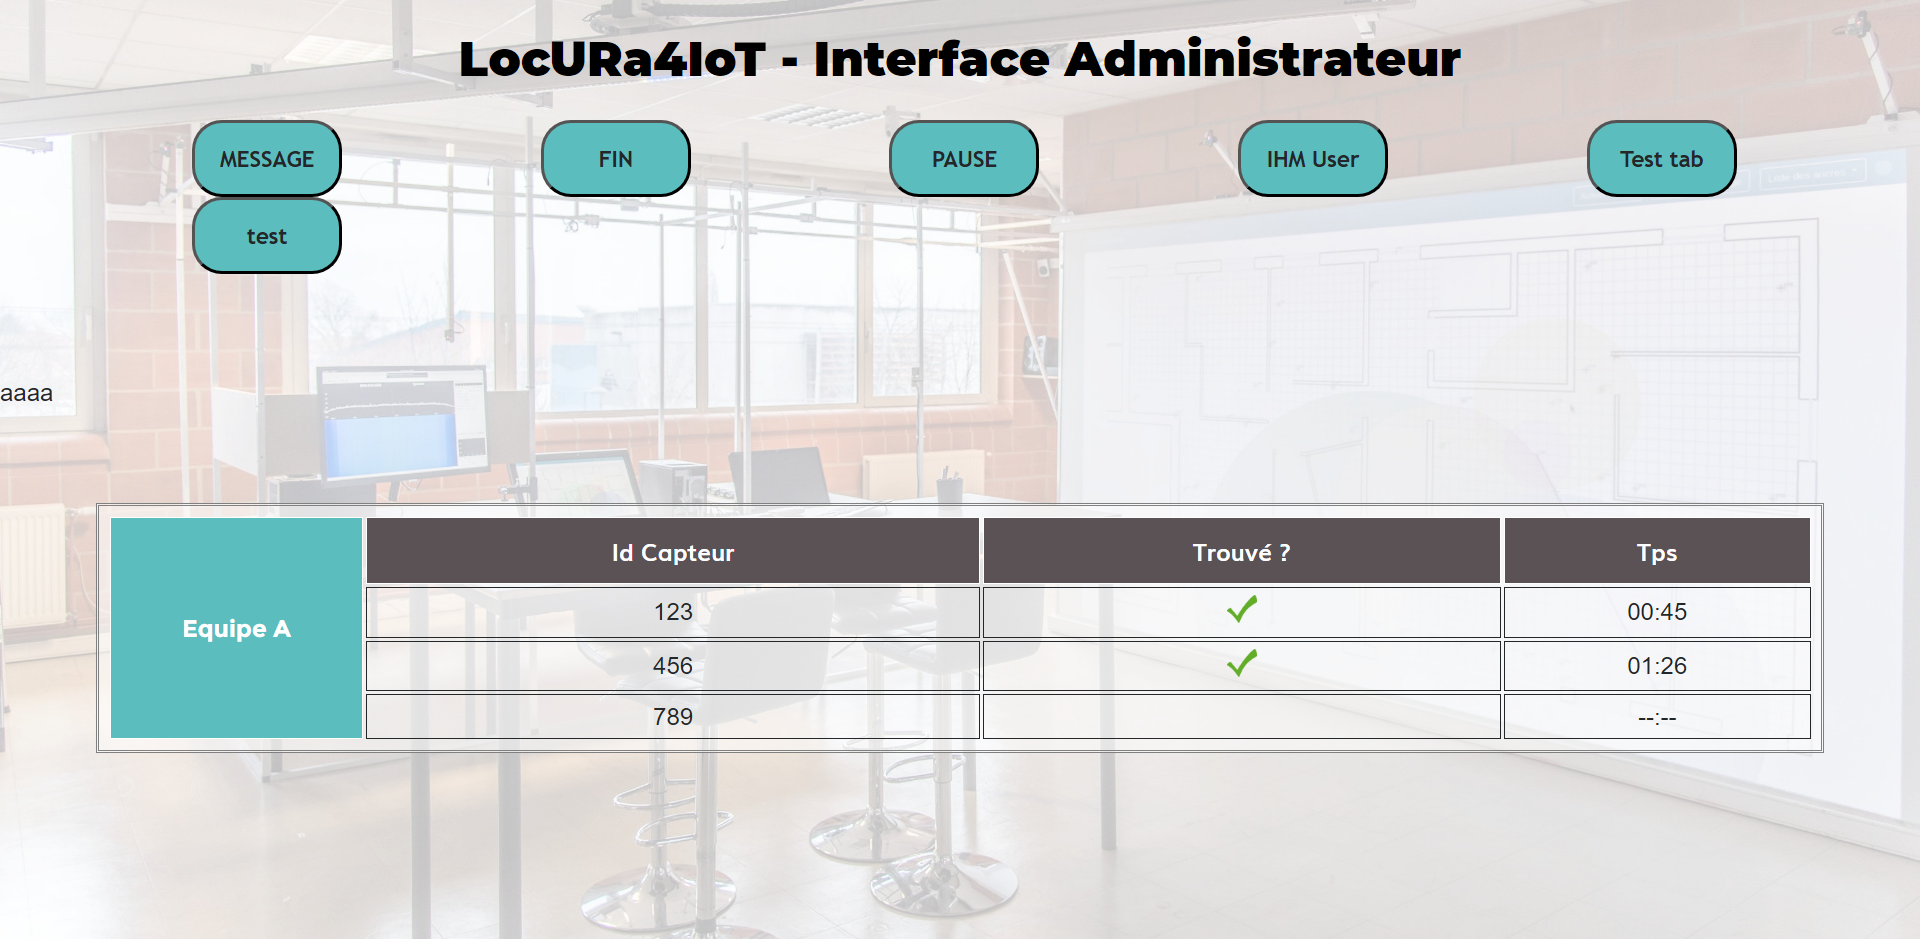 LocURa4IoT - Interface Administrateur
MESSAGE
FIN
PAUSE
IHM User
Test tab
test
aaaa
Equipe A
Id Capteur
Trouvé ?
Tps
123
00:45
456
01:26
789
--:--